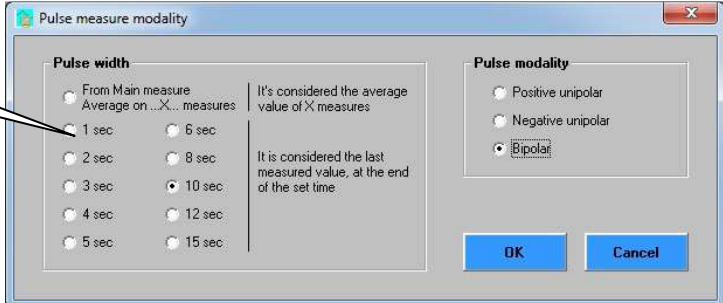 Pulse measure modality
Pulse width
From Main measure
Average on ...X... measures
It's considered the average
value of X measures
1 sec
6 sec
2 sec
8 sec
3 sec
10 sec
4 sec
12 sec
5 sec
15 sec
It is considered the last
measured value, at the end
of the set time
Pulse modality
Positive unipolar
Negative unipolar
Bipolar
OK
Cancel